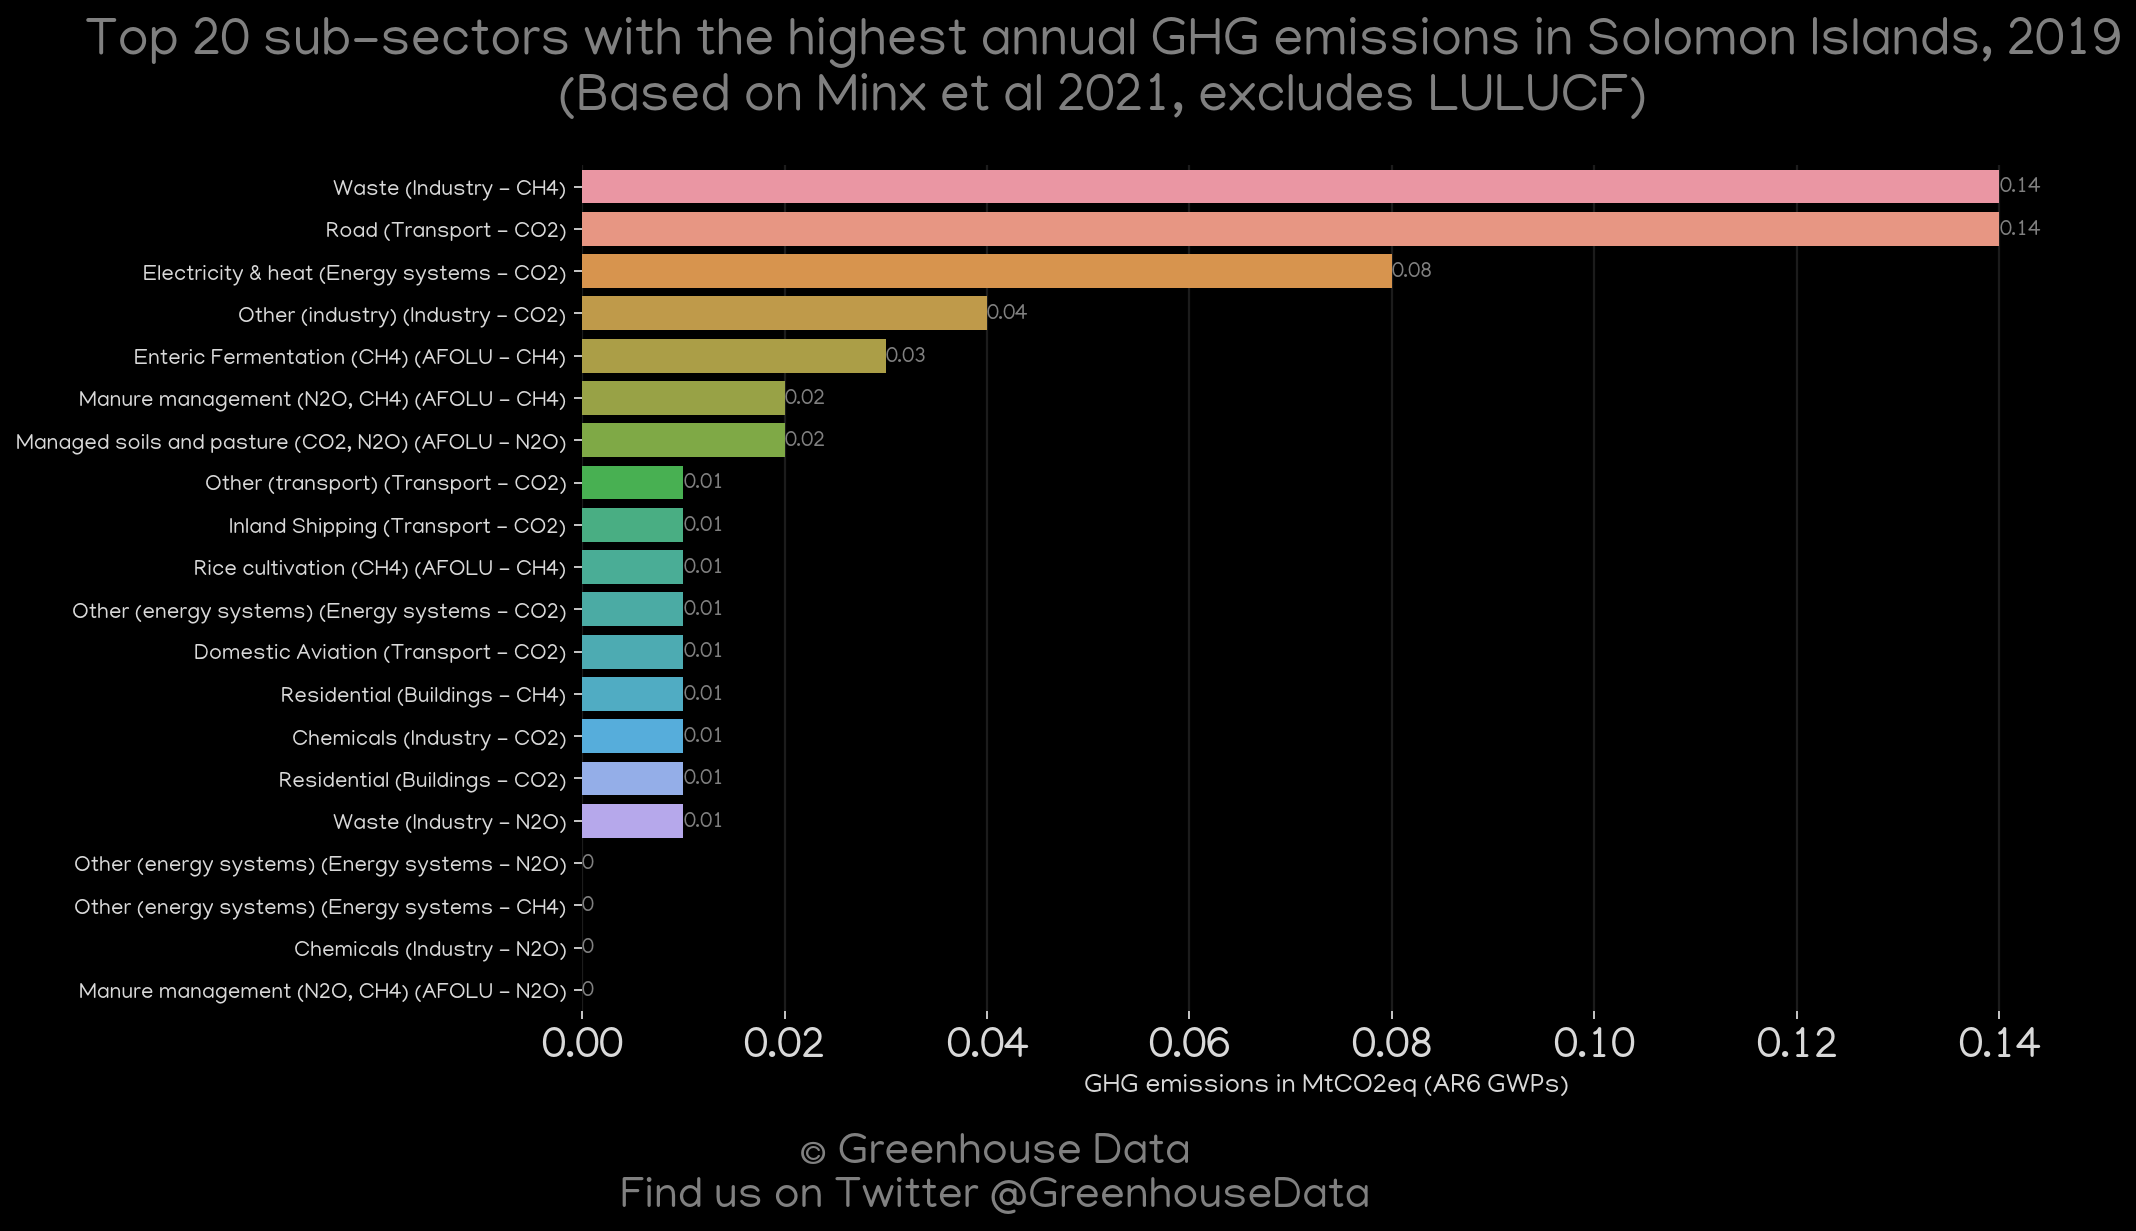 Top 20 sub-sectors with the highest annual GHG emissions in Solomon Islands, 2019
(Based on Minx et al 2021, excludes LULUCF)
Waste (Industry - CH4) 0.14
Road (Transport - CO2) 0.14
Electricity & heat (Energy systems - CO2) 0.08
Other (industry) (Industry - CO2) 0.04
Enteric Fermentation (CH4) (AFOLU - CH4) 0.03
Manure management (N2O, CH4) (AFOLU - CH4) 0.02
Managed soils and pasture (CO2, N2O) (AFOLU - N2O) 0.02
Other (transport) (Transport - CO2) 0.01
Inland Shipping (Transport - CO2) 0.01
Rice cultivation (CH4) (AFOLU - CH4) 0.01
Other (energy systems) (Energy systems - CO2) 0.01
Domestic Aviation (Transport - CO2) 0.01
Residential (Buildings - CH4) 0.01
Chemicals (Industry - CO2) 0.01
Residential (Buildings - CO2) 0.01
Waste (Industry - N2O) 0.01
Other (energy systems) (Energy systems - N2O) 0
Other (energy systems) (Energy systems - CH4) 0
Chemicals (Industry - N2O) 0
Manure management (N2O, CH4) (AFOLU - N2O) 0
0.00 0.02 0.04 0.06 0.08 0.10 0.12 0.14
GHG emissions in MtCO2eq (AR6 GWPs)
© Greenhouse Data
Find us on Twitter @GreenhouseData